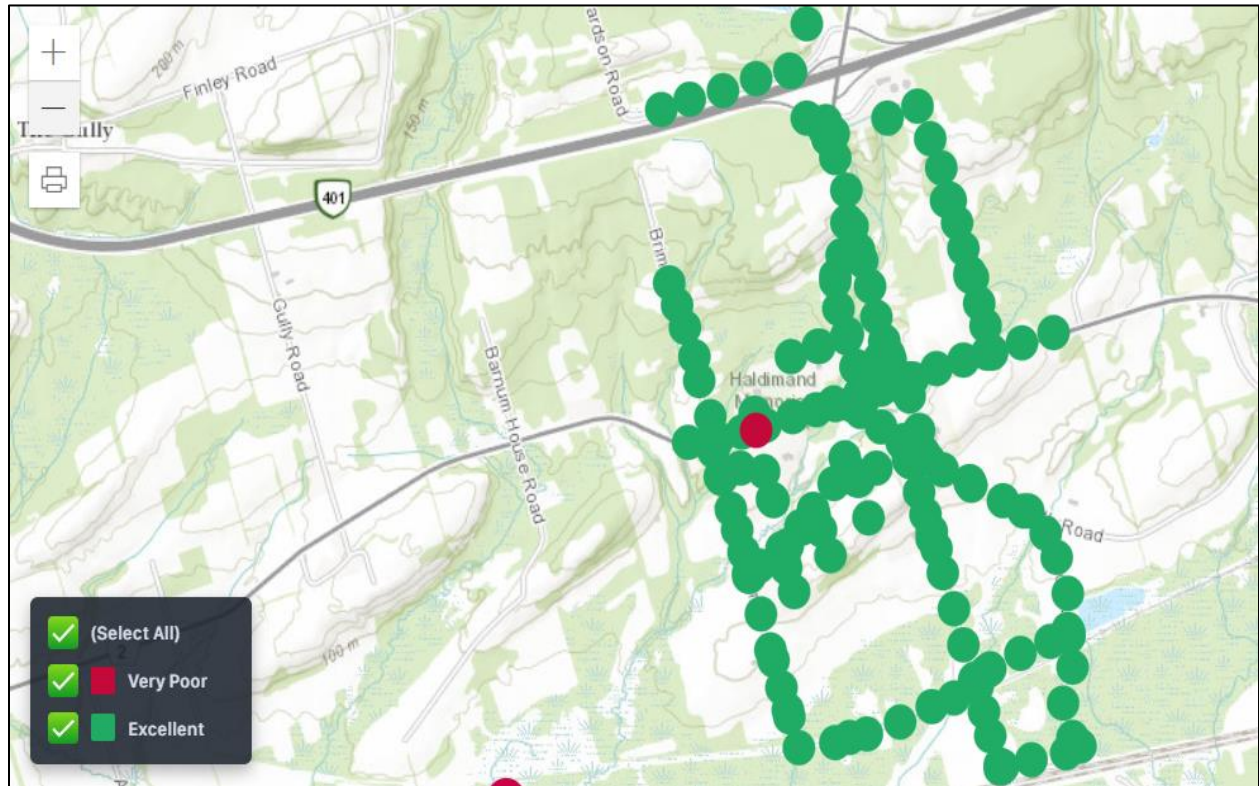 +
200 m
Finley Road
ardson Road
150 m
401
Gully Road
Barnum House Road
Haldimand
Road
100 m
2
(Select All)
Very Poor
Excellent